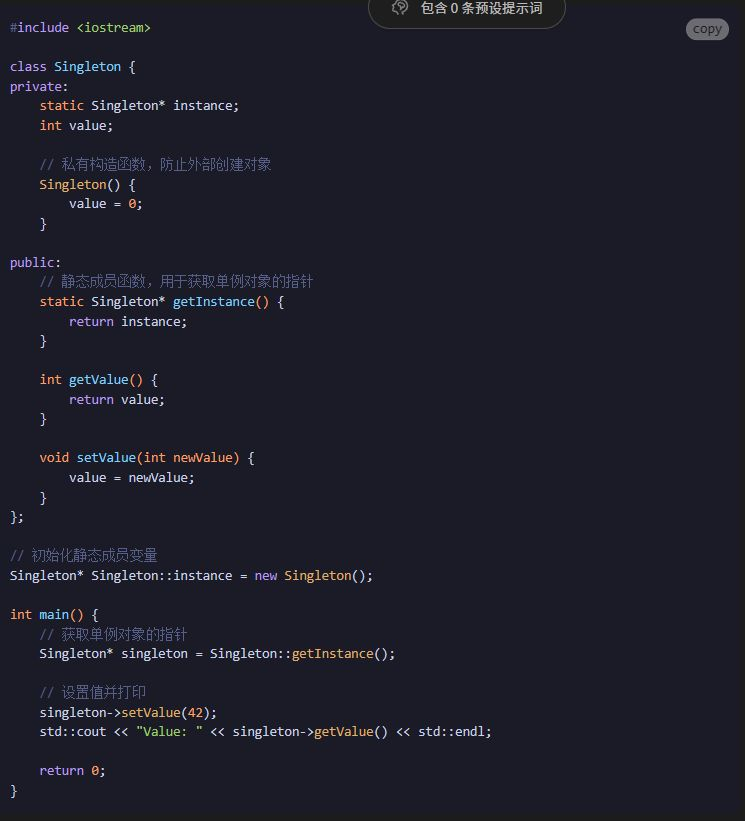 包含 0 条预设提示词
#include <iostream>
copy
class Singleton {
private:
    static Singleton* instance;
    int value;
    // 私有构造函数，防止外部创建对象
    Singleton() {
        value = 0;
    }
public:
    // 静态成员函数，用于获取单例对象的指针
    static Singleton* getInstance() {
        return instance;
    }
    int getValue() {
        return value;
    }
    void setValue(int newValue) {
        value = newValue;
    }
};
// 初始化静态成员变量
Singleton* Singleton::instance = new Singleton();
int main() {
    // 获取单例对象的指针
    Singleton* singleton = Singleton::getInstance();
    // 设置值并打印
    singleton->setValue(42);
    std::cout << "Value: " << singleton->getValue() << std::endl;
    return 0;
}